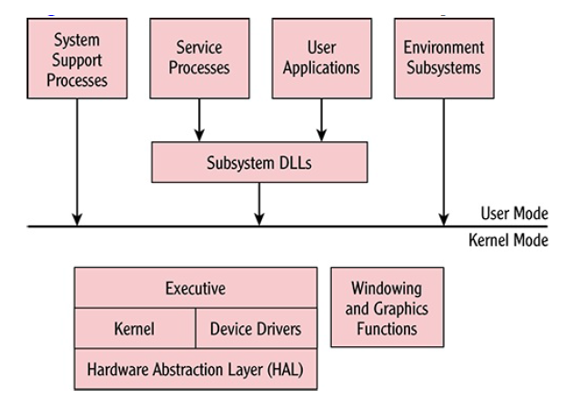 System
Support
Processes
Service
Processes
User
Applications
Environment
Subsystems
Subsystem DLLs
User Mode
Kernel Mode
Executive
Kernel
Device Drivers
Hardware Abstraction Layer (HAL)
Windowing
and Graphics
Functions